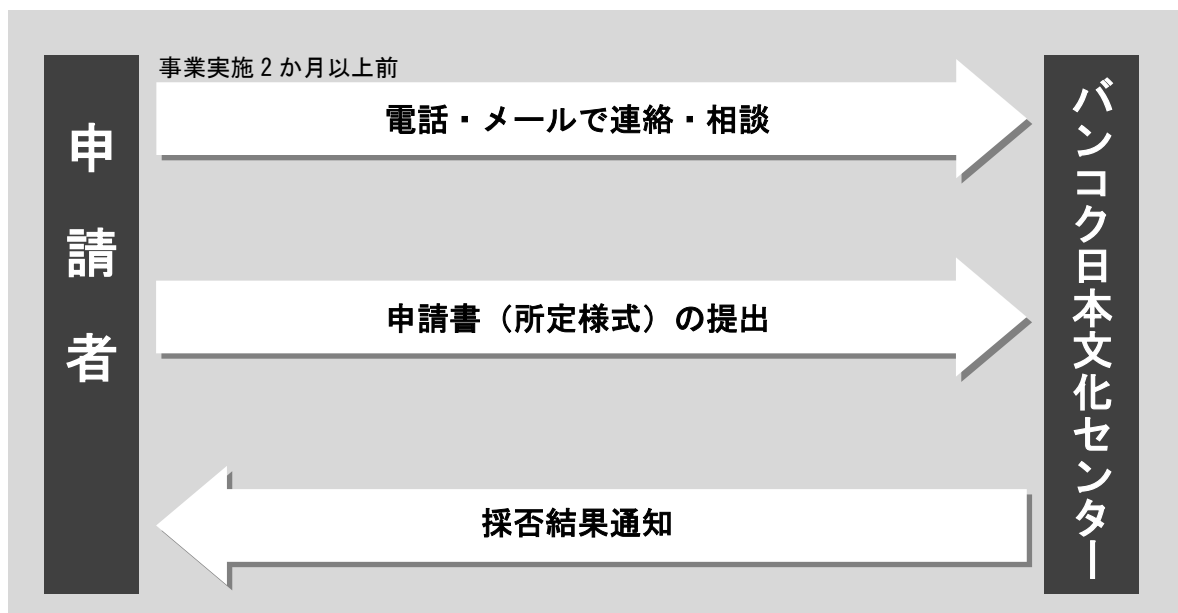 申請者
事業実施2か月以上前
電話・メールで連絡・相談
申請書（所定様式）の提出
採否結果通知
バンコク日本文化センター